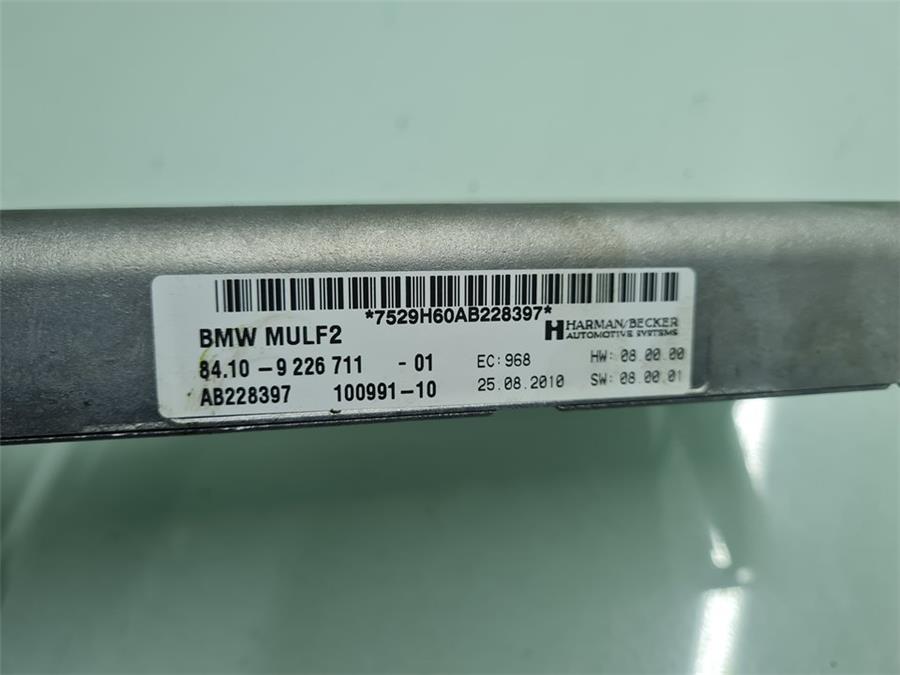 *7529H60AB228397*
BMW MULF2
HARMAN/BECKER
AUTOMOTIVE SYSTEMS
84.10 - 9 226 711 - 01 EC: 968 HW: 08.00.00
AB228397 100991-10 25.08.2010 SW: 08.00.01